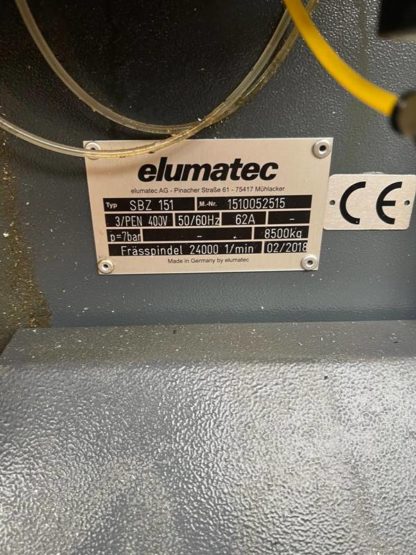 elumatec
elumatec AG - Pinacher Straße 61 - 75417 Mühlacker
Typ SBZ 151 M.-Nr. 1510052515
3/PEN 400V 50/60Hz 62A -
p=7bar - - 8500kg
Frässpindel 24000 1/min 02/2018
Made in Germany by elumatec
CE